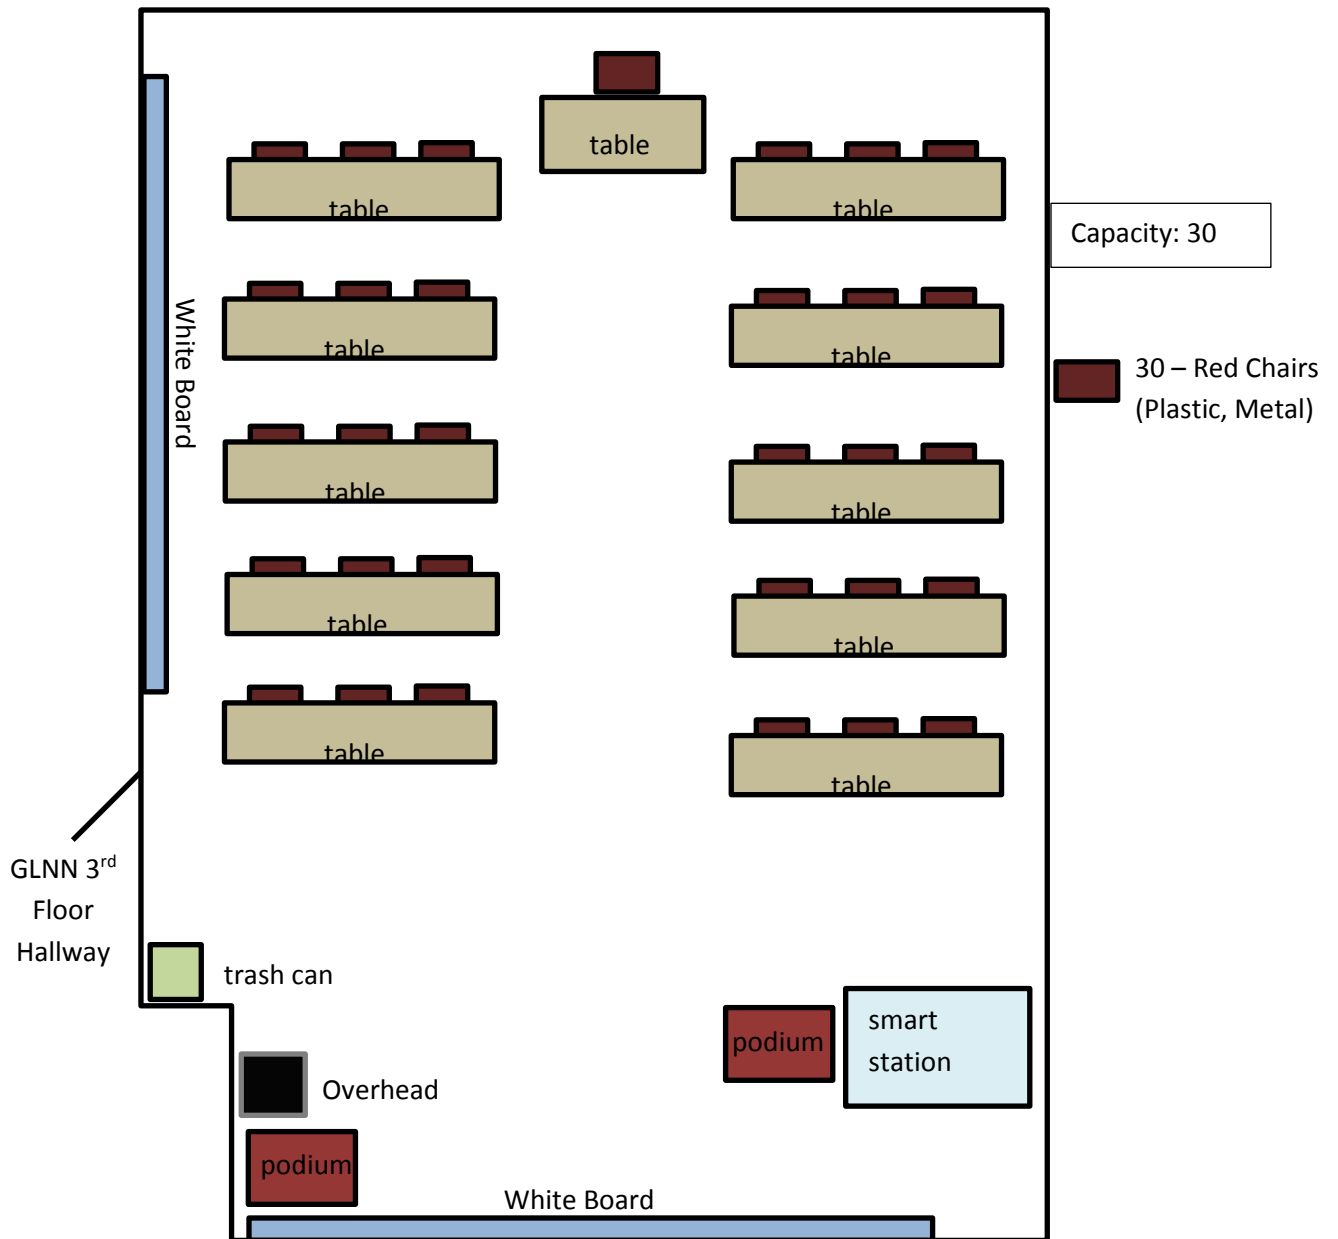 table
table
table
Capacity: 30
table
table
White Board
30 – Red Chairs
(Plastic, Metal)
table
table
table
table
table
table
GLNN 3rd
Floor
Hallway
trash can
smart
station
podium
Overhead
podium
White Board